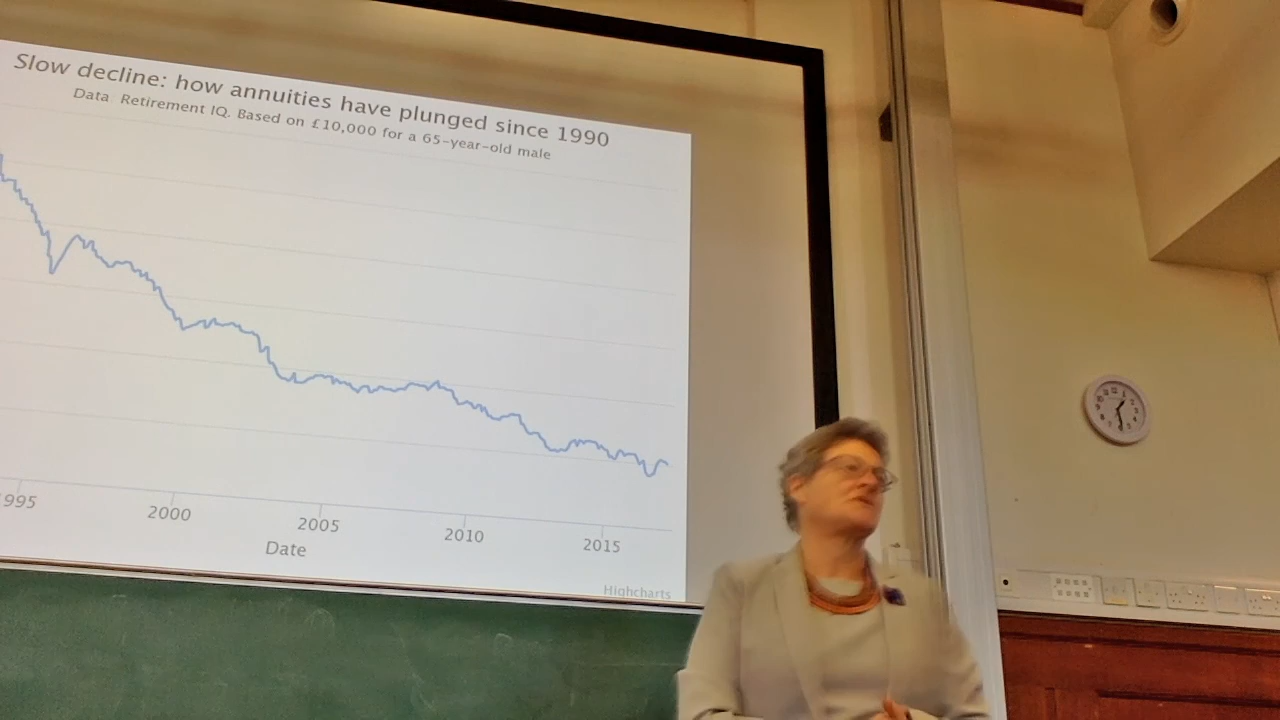 Slow decline: how annuities have plunged since 1990
Data Retirement IQ. Based on £10,000 for a 65-year-old male
1995 2000 2005 2010 2015
Date
Highcharts